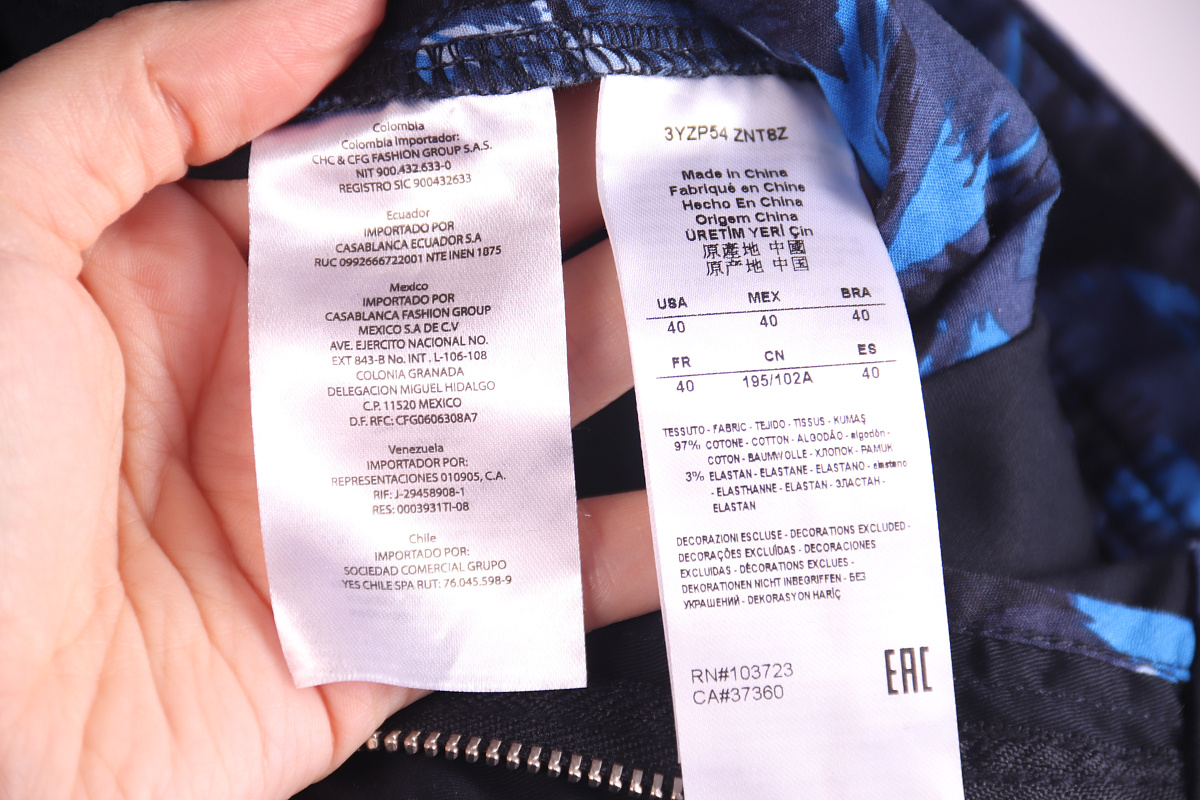 Colombia
Colombia Importador:
CHC & CFG FASHION GROUP S.A.S.
NIT 900.432.633-0
REGISTRO SIC 900432633
Ecuador
IMPORTADO POR
CASABLANCA ECUADOR S.A
RUC 0992666722001 NTE INEN 1875
Mexico
IMPORTADO POR
CASABLANCA FASHION GROUP
MEXICO S.A DE C.V
AVE. EJERCITO NACIONAL NO.
EXT 843-B No. INT. L-106-108
COLONIA GRANADA
DELEGACION MIGUEL HIDALGO
C.P. 11520 MEXICO
D.F. RFC: CFG0606308A7
Venezuela
IMPORTADO POR:
REPRESENTACIONES 010905, C.A.
RIF: J-29458908-1
RES: 0003931TI-08
Chile
IMPORTADO POR:
SOCIEDAD COMERCIAL GRUPO
YES CHILE SPA RUT: 76.045.598-9
3YZP54 ZNT8Z
Made in China
Fabriqué en Chine
Hecho En China
Origem China
ÜRETİM YERİ Çin
原產地 中國
原产地 中国
USA MEX BRA
40 40 40
FR CN ES
40 195/102A 40
TESSUTO - FABRIC - TEJIDO - TISSUS - KUMAŞ
97% COTONE - COTTON - ALGODÃO - algodón -
COTON - BAUMWOLLE - ХЛОПОК - PAMUK
3% ELASTAN - ELASTANE - ELASTANO - elastano
- ELASTHANNE - ELASTAN - ЭЛАСТАН -
ELASTAN
DECORAZIONI ESCLUSE - DECORATIONS EXCLUDED -
DECORAÇÕES EXCLUÍDAS - DECORACIONES
EXCLUIDAS - DÉCORATIONS EXCLUES -
DEKORATIONEN NICHT INBEGRIFFEN - БЕЗ
УКРАШЕНИЙ - DEKORASYON HARİÇ
RN#103723
CA#37360
EAC